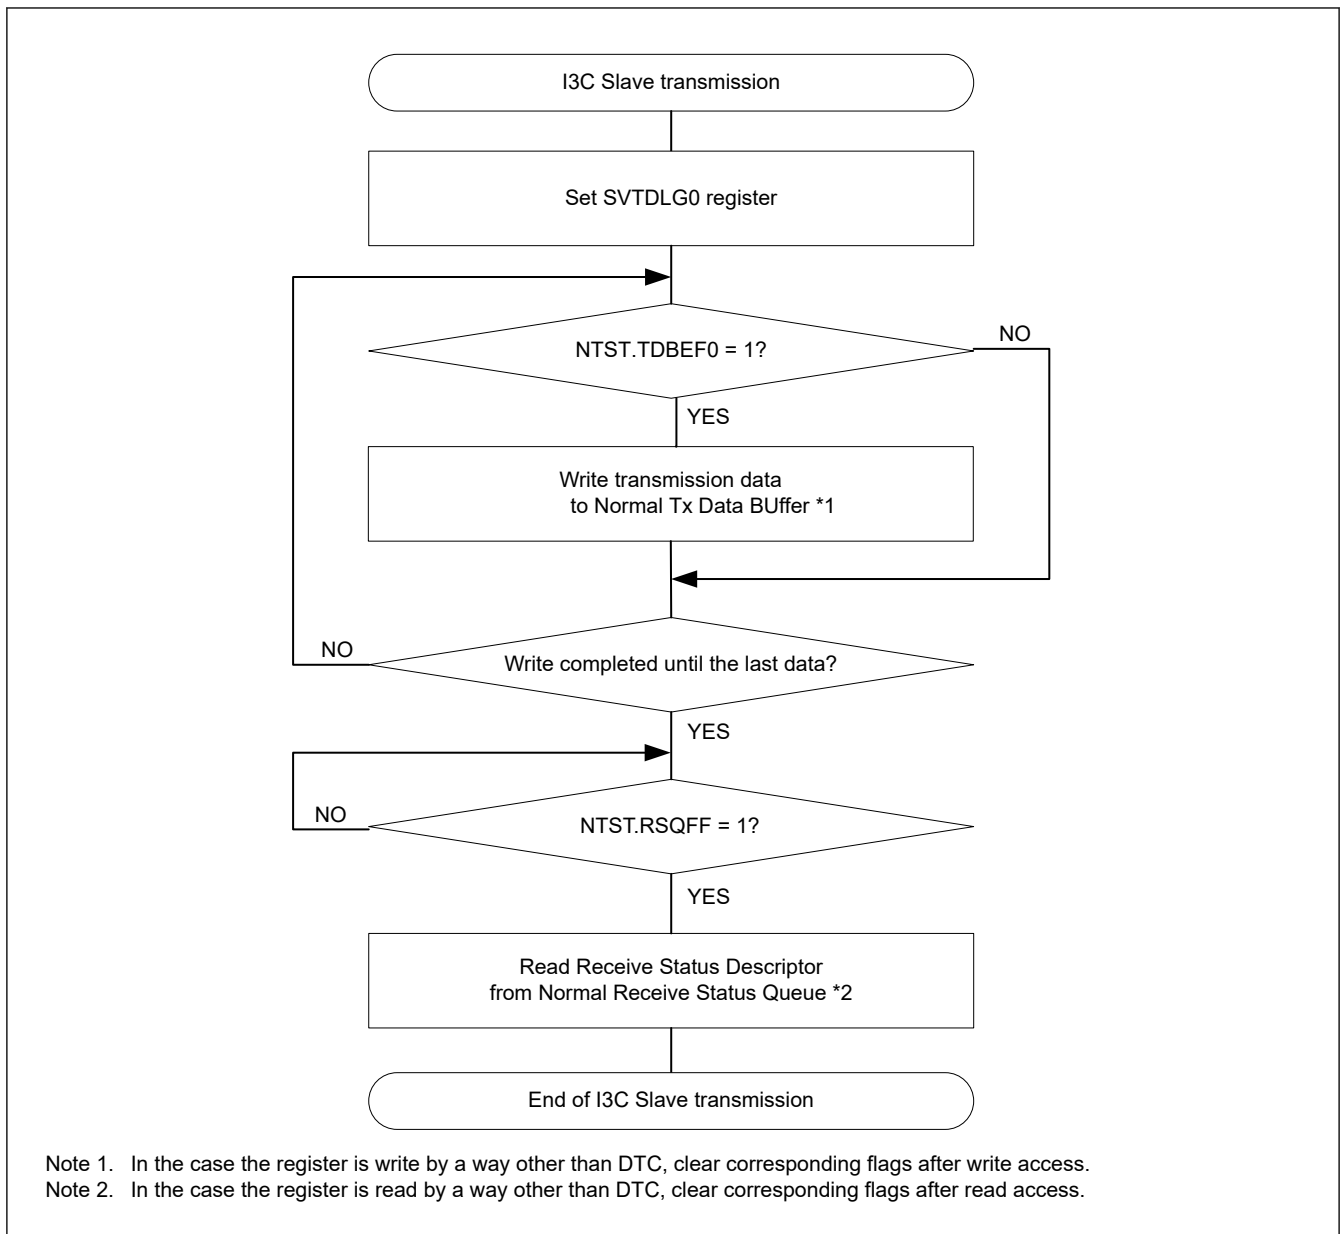 I3C Slave transmission
Set SVTDLG0 register
NTST.TDBEF0 = 1?
NO
YES
Write transmission data
to Normal Tx Data BUffer *1
NO
Write completed until the last data?
YES
NO
NTST.RSQFF = 1?
YES
Read Receive Status Descriptor
from Normal Receive Status Queue *2
End of I3C Slave transmission
Note 1. In the case the register is write by a way other than DTC, clear corresponding flags after write access.
Note 2. In the case the register is read by a way other than DTC, clear corresponding flags after read access.